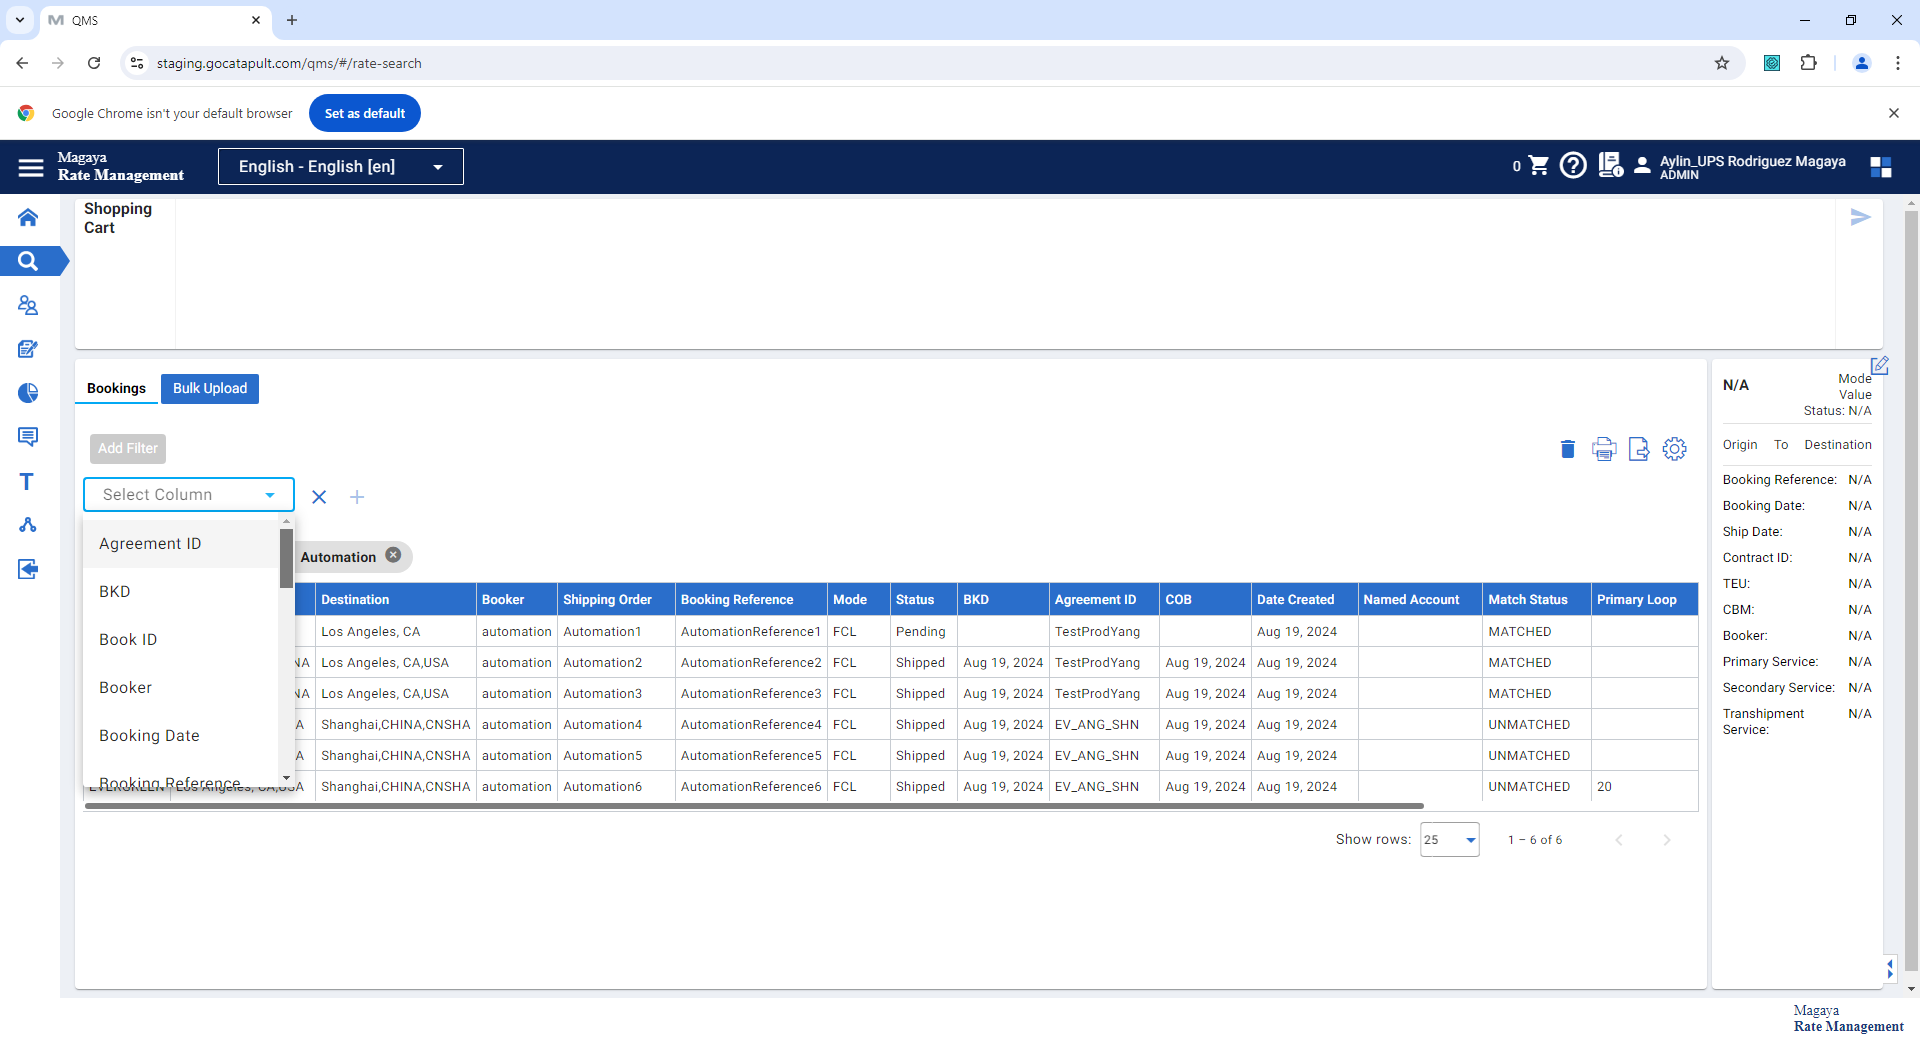 QMS
staging.gocatapult.com/qms/#/rate-search
Google Chrome isn't your default browser
Set as default
Magaya
Rate Management
English - English [en]
0
Aylin_UPS Rodriguez Magaya
ADMIN
Shopping
Cart
Bookings
Bulk Upload
Add Filter
Select Column
Agreement ID
BKD
Book ID
Booker
Booking Date
Booking Reference
Automation
Destination Booker Shipping Order Booking Reference Mode Status BKD Agreement ID COB Date Created Named Account Match Status Primary Loop
Los Angeles, CA automation Automation1 AutomationReference1 FCL Pending TestProdYang Aug 19, 2024 MATCHED
NA Los Angeles, CA,USA automation Automation2 AutomationReference2 FCL Shipped Aug 19, 2024 TestProdYang Aug 19, 2024 Aug 19, 2024 MATCHED
NA Los Angeles, CA,USA automation Automation3 AutomationReference3 FCL Shipped Aug 19, 2024 TestProdYang Aug 19, 2024 Aug 19, 2024 MATCHED
A Shanghai,CHINA,CNSHA automation Automation4 AutomationReference4 FCL Shipped Aug 19, 2024 EV_ANG_SHN Aug 19, 2024 Aug 19, 2024 UNMATCHED
A Shanghai,CHINA,CNSHA automation Automation5 AutomationReference5 FCL Shipped Aug 19, 2024 EV_ANG_SHN Aug 19, 2024 Aug 19, 2024 UNMATCHED
EVERGREEN Los Angeles, CA,USA Shanghai,CHINA,CNSHA automation Automation6 AutomationReference6 FCL Shipped Aug 19, 2024 EV_ANG_SHN Aug 19, 2024 Aug 19, 2024 UNMATCHED 20
Show rows: 25 1 – 6 of 6
N/A
Mode
Value
Status: N/A
Origin To Destination
Booking Reference: N/A
Booking Date: N/A
Ship Date: N/A
Contract ID: N/A
TEU: N/A
CBM: N/A
Booker: N/A
Primary Service: N/A
Secondary Service: N/A
Transhipment Service: N/A
Magaya
Rate Management